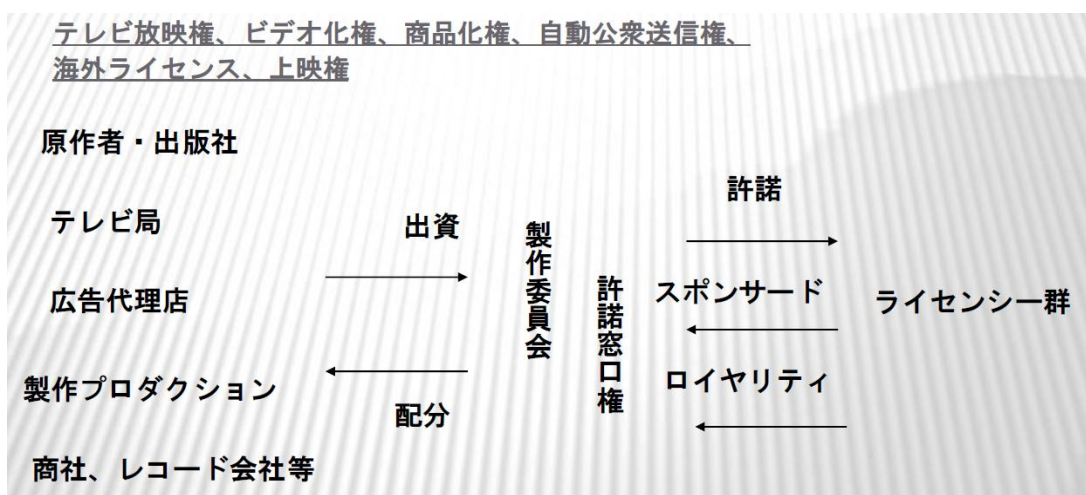 テレビ放映権、ビデオ化権、商品化権、自動公衆送信権、
海外ライセンス、上映権
原作者・出版社
テレビ局
広告代理店
製作プロダクション
商社、レコード会社等
出資
配分
製作委員会
許諾窓口権
許諾
スポンサード
ロイヤリティ
ライセンシー群